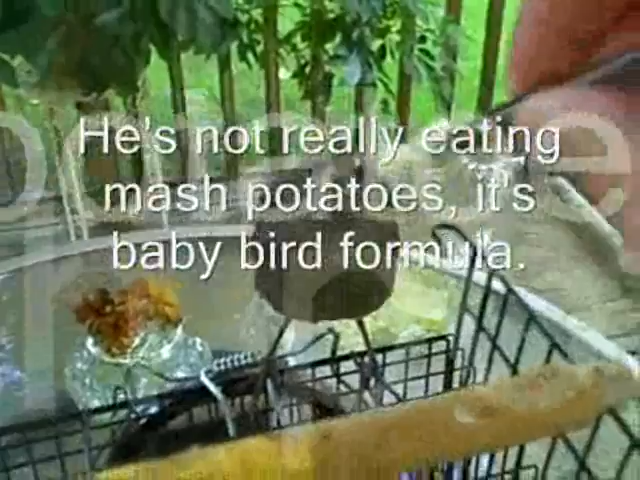 He's not really eating
mash potatoes, it's
baby bird formula.